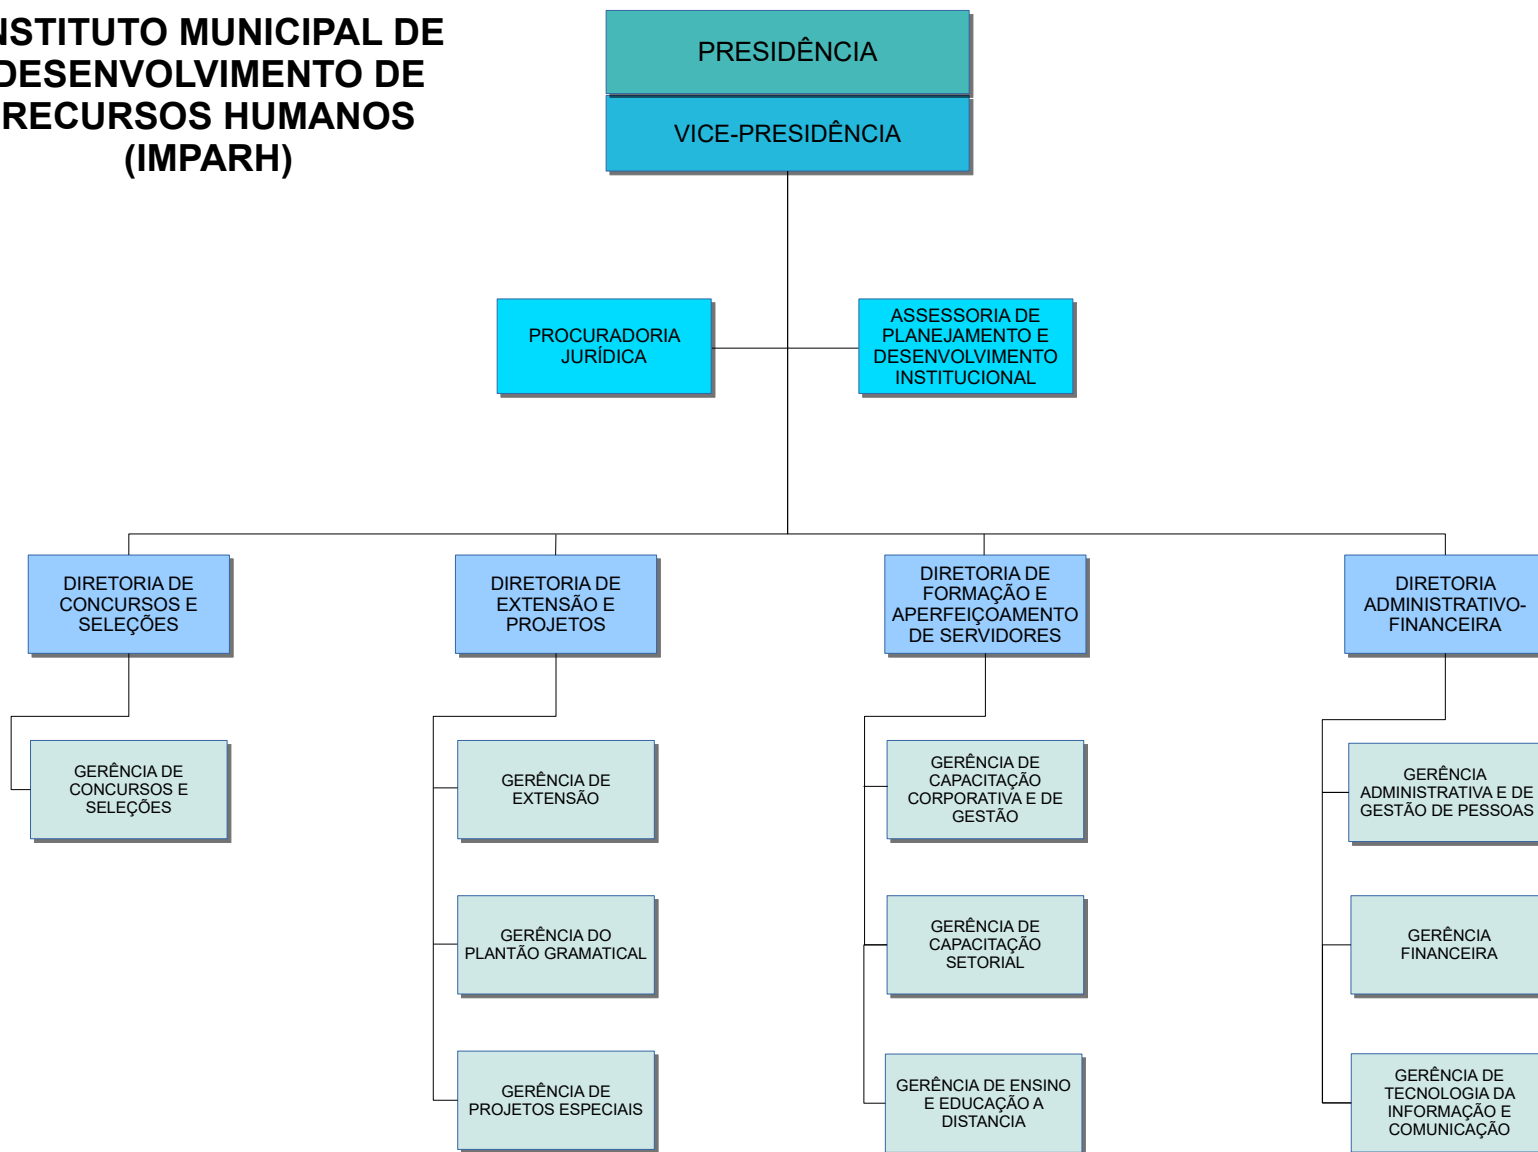 NSTITUTO MUNICIPAL DE
DESENVOLVIMENTO DE
RECURSOS HUMANOS
(IMPARH)
PRESIDÊNCIA
VICE-PRESIDÊNCIA
PROCURADORIA
JURÍDICA
ASSESSORIA DE
PLANEJAMENTO E
DESENVOLVIMENTO
INSTITUCIONAL
DIRETORIA DE
CONCURSOS E
SELEÇÕES
DIRETORIA DE
EXTENSÃO E
PROJETOS
DIRETORIA DE
FORMAÇÃO E
APERFEIÇOAMENTO
DE SERVIDORES
DIRETORIA
ADMINISTRATIVO-
FINANCEIRA
GERÊNCIA DE
CONCURSOS E
SELEÇÕES
GERÊNCIA DE
EXTENSÃO
GERÊNCIA DE
CAPACITAÇÃO
CORPORATIVA E DE
GESTÃO
GERÊNCIA
ADMINISTRATIVA E DE
GESTÃO DE PESSOAS
GERÊNCIA DO
PLANTÃO GRAMATICAL
GERÊNCIA DE
CAPACITAÇÃO
SETORIAL
GERÊNCIA
FINANCEIRA
GERÊNCIA DE
PROJETOS ESPECIAIS
GERÊNCIA DE ENSINO
E EDUCAÇÃO A
DISTANCIA
GERÊNCIA DE
TECNOLOGIA DA
INFORMAÇÃO E
COMUNICAÇÃO